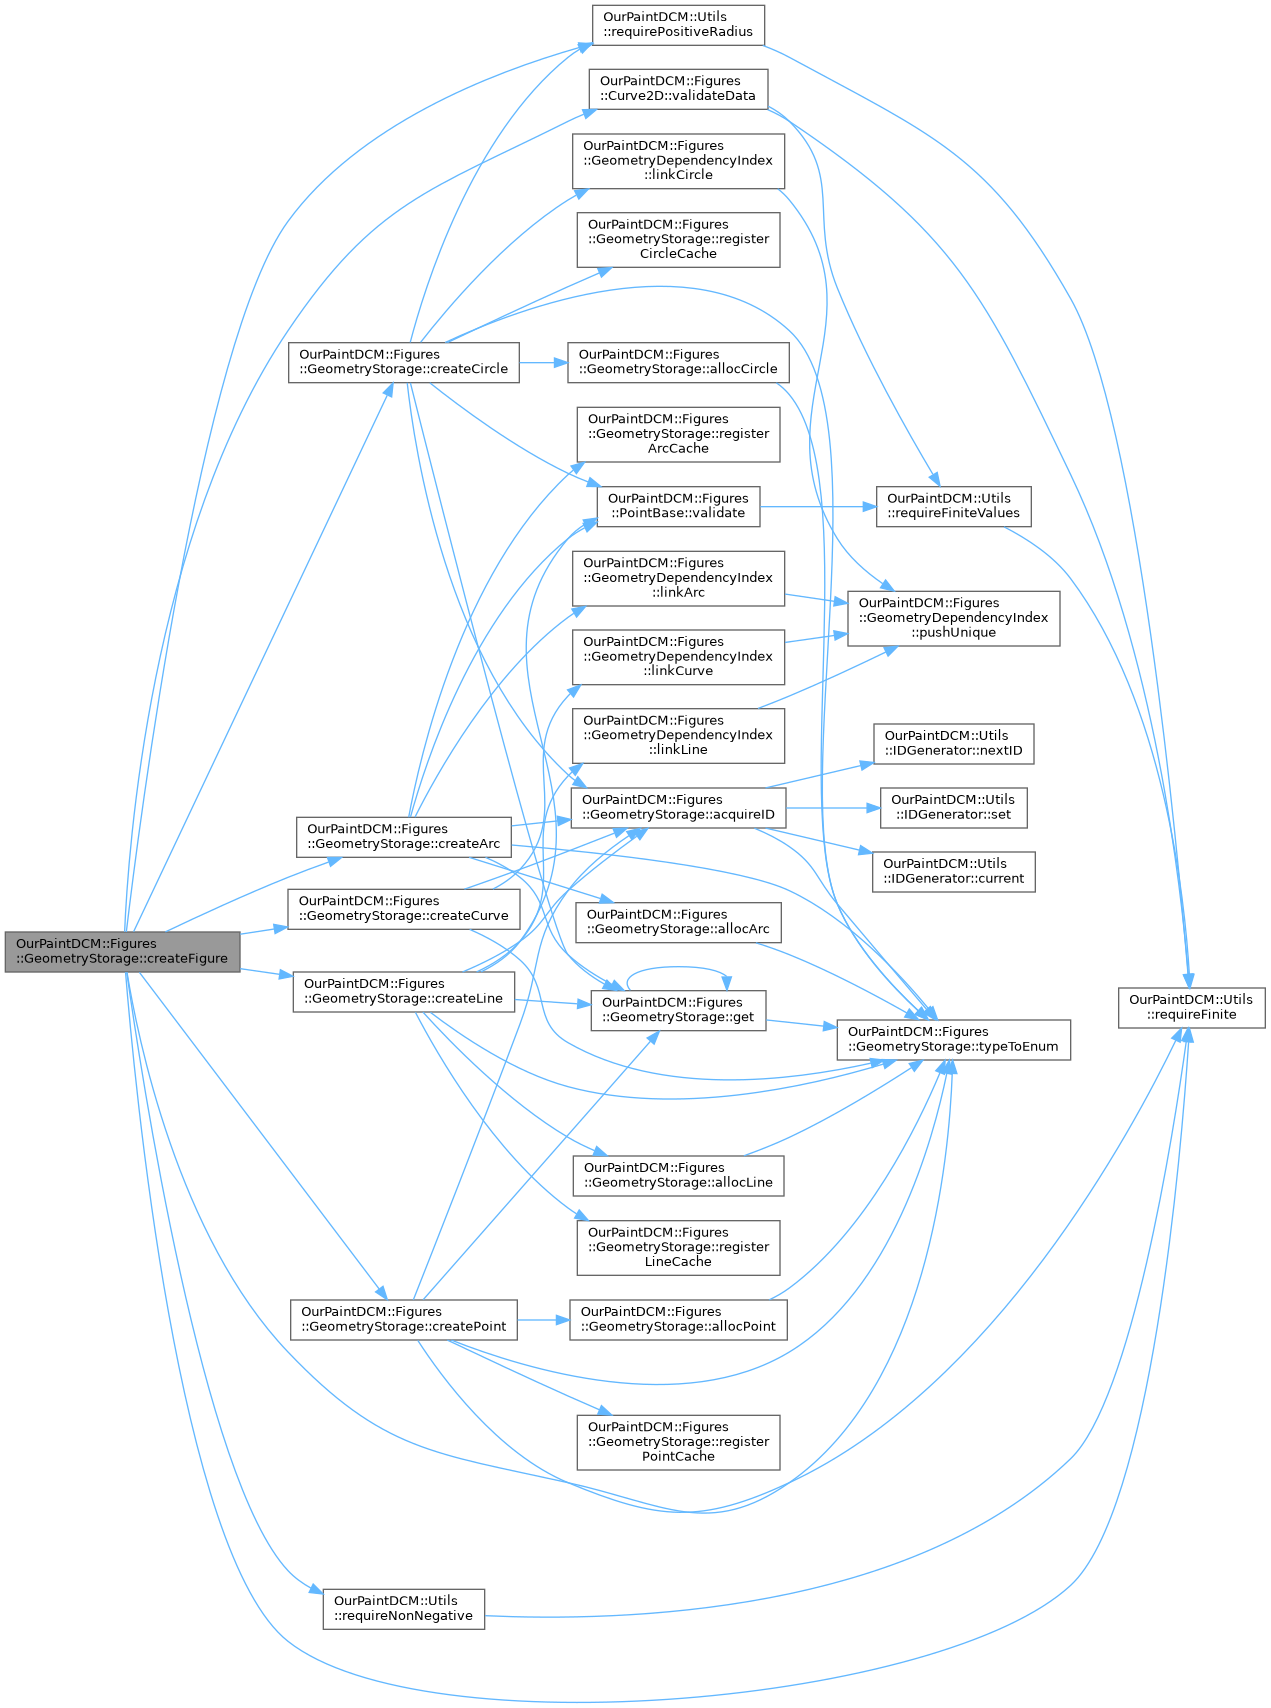 OurPaintDCM::Utils
::requirePositiveRadius
OurPaintDCM::Figures
::Curve2D::validateData
OurPaintDCM::Figures
::GeometryDependencyIndex
::linkCircle
OurPaintDCM::Figures
::GeometryStorage::register
CircleCache
OurPaintDCM::Figures
::GeometryStorage::createCircle
OurPaintDCM::Figures
::GeometryStorage::allocCircle
OurPaintDCM::Figures
::GeometryStorage::register
ArcCache
OurPaintDCM::Figures
::PointBase::validate
OurPaintDCM::Utils
::requireFiniteValues
OurPaintDCM::Figures
::GeometryDependencyIndex
::linkArc
OurPaintDCM::Figures
::GeometryDependencyIndex
::pushUnique
OurPaintDCM::Figures
::GeometryDependencyIndex
::linkCurve
OurPaintDCM::Figures
::GeometryDependencyIndex
::linkLine
OurPaintDCM::Utils
::IDGenerator::nextID
OurPaintDCM::Figures
::GeometryStorage::acquireID
OurPaintDCM::Utils
::IDGenerator::set
OurPaintDCM::Figures
::GeometryStorage::createArc
OurPaintDCM::Utils
::IDGenerator::current
OurPaintDCM::Figures
::GeometryStorage::createCurve
OurPaintDCM::Figures
::GeometryStorage::allocArc
OurPaintDCM::Figures
::GeometryStorage::createFigure
OurPaintDCM::Figures
::GeometryStorage::createLine
OurPaintDCM::Figures
::GeometryStorage::get
OurPaintDCM::Utils
::requireFinite
OurPaintDCM::Figures
::GeometryStorage::typeToEnum
OurPaintDCM::Figures
::GeometryStorage::allocLine
OurPaintDCM::Figures
::GeometryStorage::register
LineCache
OurPaintDCM::Figures
::GeometryStorage::createPoint
OurPaintDCM::Figures
::GeometryStorage::allocPoint
OurPaintDCM::Figures
::GeometryStorage::register
PointCache
OurPaintDCM::Utils
::requireNonNegative